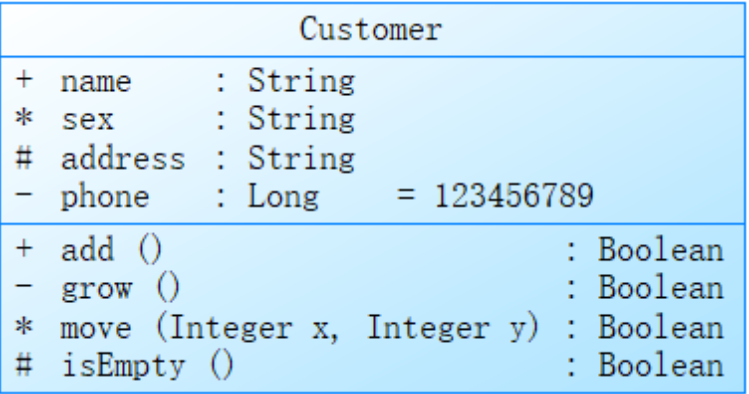 Customer
+ name : String
* sex : String
# address : String
- phone : Long = 123456789
+ add () : Boolean
- grow () : Boolean
* move (Integer x, Integer y) : Boolean
# isEmpty () : Boolean